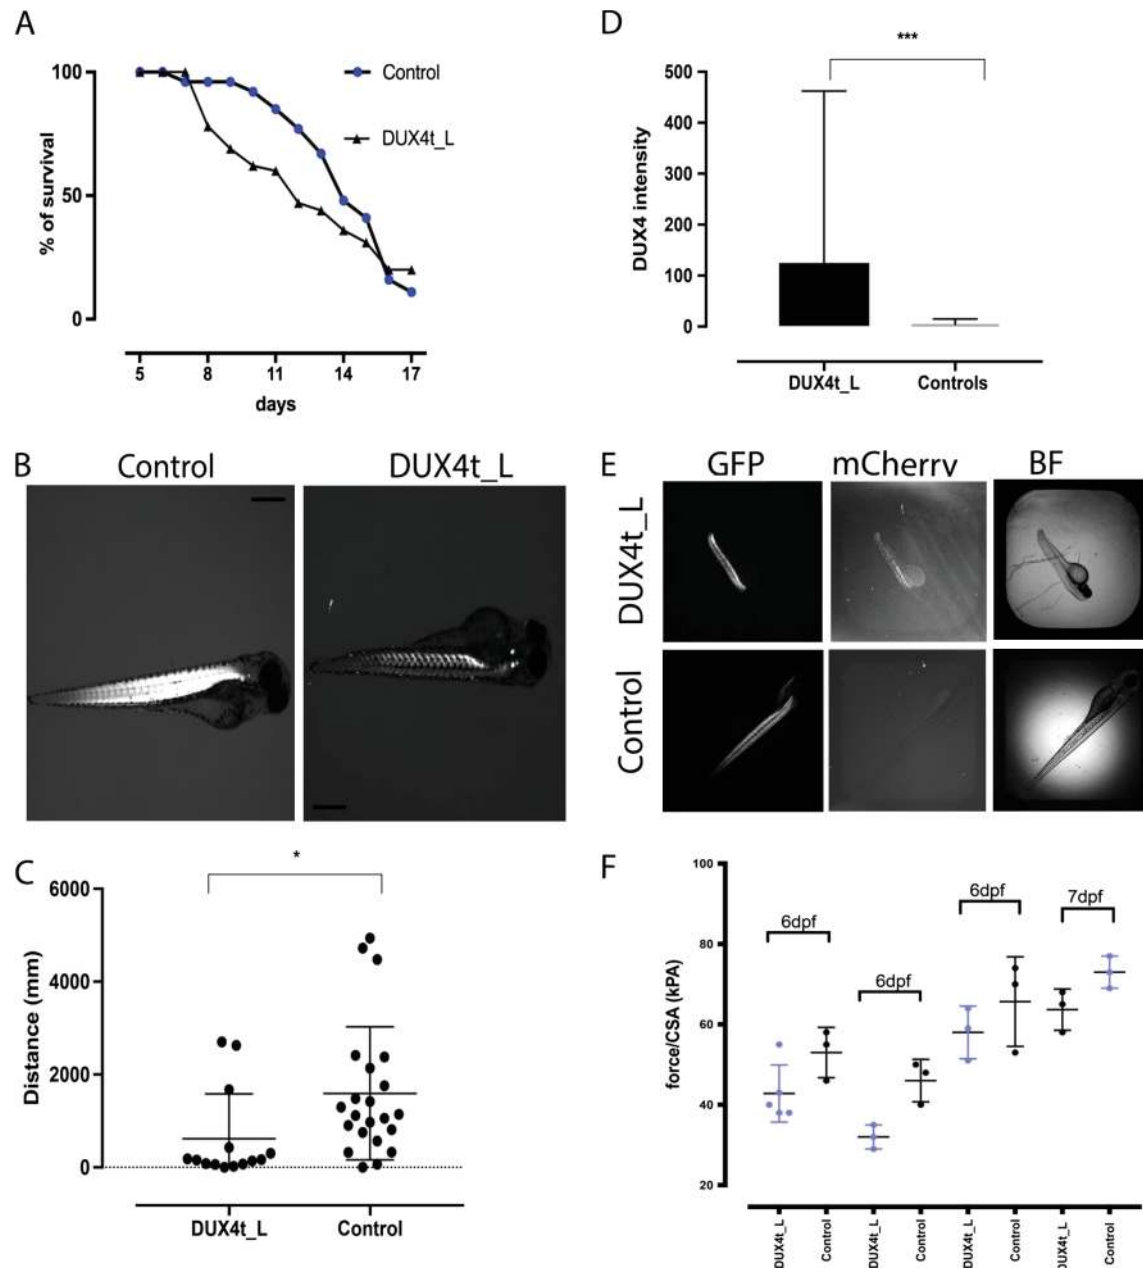 A
100
50
0
% of survival
5
8
11
14
17
days
Control
DUX4t_L
D
***
500
400
300
200
100
0
DUX4 intensity
DUX4t_L
Controls
B
Control
DUX4t_L
E
GFP
mCherrv
BF
DUX4t_L
Control
C
*
6000
4000
2000
0
Distance (mm)
DUX4t_L
Control
F
100
80
60
40
20
force/CSA (kPA)
6dpf
6dpf
6dpf
7dpf
DUX4t_L
Control
DUX4t_L
Control
DUX4t_L
Control
DUX4t_L
Control